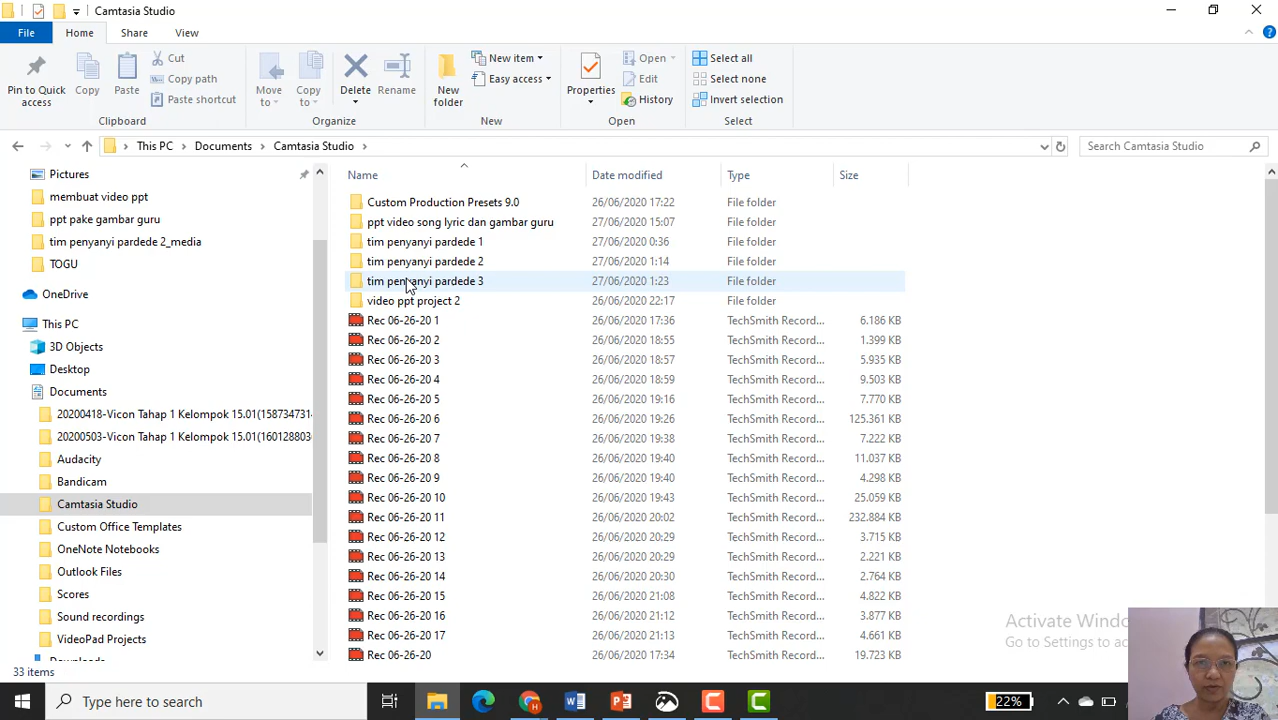 Camtasia Studio
File Home Share View
Pin to Quick access
Copy
Paste
Cut
Copy path
Paste shortcut
Clipboard
Move to
Copy to
Delete
Rename
Organize
New folder
New item
Easy access
New
Properties
Open
Edit
History
Open
Select all
Select none
Invert selection
Select
This PC Documents Camtasia Studio
Search Camtasia Studio
Pictures
membuat video ppt
ppt pake gambar guru
tim penyanyi pardede 2_media
TOGU
OneDrive
This PC
3D Objects
Desktop
Documents
20200418-Vicon Tahap 1 Kelompok 15.01(158734731
20200503-Vicon Tahap 1 Kelompok 15.01(160128803
Audacity
Bandicam
Camtasia Studio
Custom Office Templates
OneNote Notebooks
Outlook Files
Scores
Sound recordings
VideoPad Projects
Name Date modified Type Size
Custom Production Presets 9.0 26/06/2020 17:22 File folder
ppt video song lyric dan gambar guru 27/06/2020 15:07 File folder
tim penyanyi pardede 1 27/06/2020 0:36 File folder
tim penyanyi pardede 2 27/06/2020 1:14 File folder
tim penyanyi pardede 3 27/06/2020 1:23 File folder
video ppt project 2 26/06/2020 22:17 File folder
Rec 06-26-20 1 26/06/2020 17:36 TechSmith Record... 6.186 KB
Rec 06-26-20 2 26/06/2020 18:55 TechSmith Record... 1.399 KB
Rec 06-26-20 3 26/06/2020 18:57 TechSmith Record... 5.935 KB
Rec 06-26-20 4 26/06/2020 18:59 TechSmith Record... 9.503 KB
Rec 06-26-20 5 26/06/2020 19:16 TechSmith Record... 7.770 KB
Rec 06-26-20 6 26/06/2020 19:26 TechSmith Record... 125.361 KB
Rec 06-26-20 7 26/06/2020 19:38 TechSmith Record... 7.222 KB
Rec 06-26-20 8 26/06/2020 19:40 TechSmith Record... 11.037 KB
Rec 06-26-20 9 26/06/2020 19:40 TechSmith Record... 4.298 KB
Rec 06-26-20 10 26/06/2020 19:43 TechSmith Record... 25.059 KB
Rec 06-26-20 11 26/06/2020 20:02 TechSmith Record... 232.884 KB
Rec 06-26-20 12 26/06/2020 20:29 TechSmith Record... 3.715 KB
Rec 06-26-20 13 26/06/2020 20:29 TechSmith Record... 2.221 KB
Rec 06-26-20 14 26/06/2020 20:30 TechSmith Record... 2.764 KB
Rec 06-26-20 15 26/06/2020 21:08 TechSmith Record... 4.822 KB
Rec 06-26-20 16 26/06/2020 21:12 TechSmith Record... 3.877 KB
Rec 06-26-20 17 26/06/2020 21:13 TechSmith Record... 4.661 KB
Rec 06-26-20 26/06/2020 17:34 TechSmith Record... 19.723 KB
Activate Windo
Go to Settings to a
33 items
Type here to search
22%